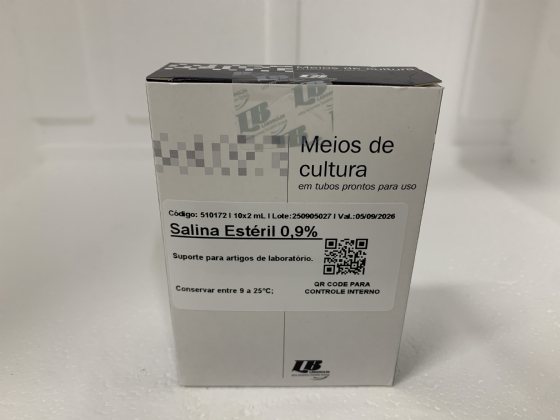 Meios de cultura
LB
LB
Meios de
cultura
em tubos prontos para uso
Código: 510172 I 10x2 mL I Lote:250905027 I Val.:05/09/2026
Salina Estéril 0,9%
Suporte para artigos de laboratório.
Conservar entre 9 a 25°C;
QR CODE PARA
CONTROLE INTERNO
LB